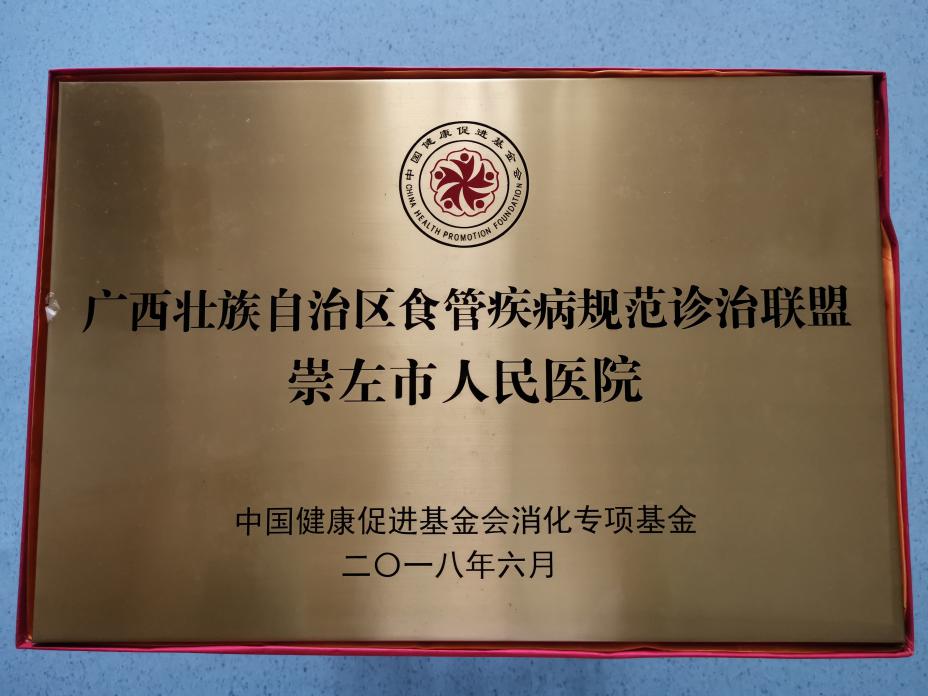 中国健康促进基金会
CHINA HEALTH PROMOTION FOUNDATION
广西壮族自治区食管疾病规范诊治联盟
崇左市人民医院
中国健康促进基金会消化专项基金
二〇一八年六月